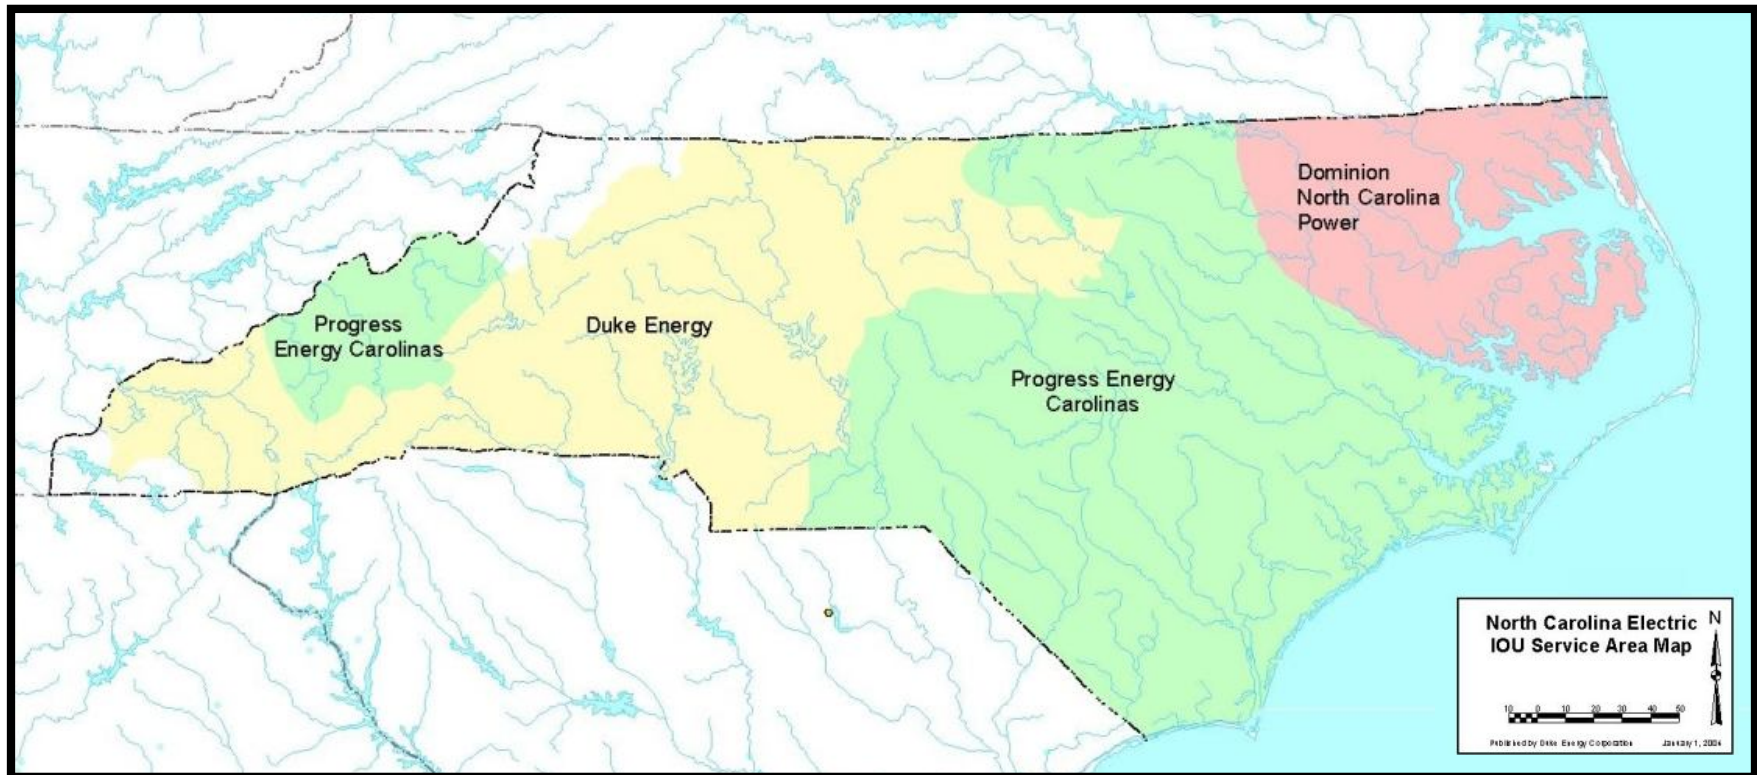 Dominion
North Carolina
Power
Progress
Energy Carolinas
Duke Energy
Progress Energy
Carolinas
North Carolina Electric
IOU Service Area Map
N
10 0 10 20 30 40 50
Published by Duke Energy Corporation
January 1,